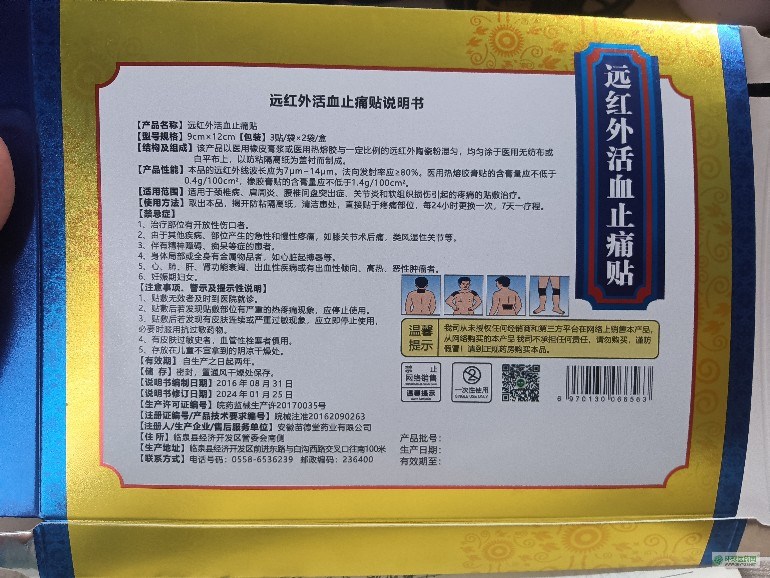 远红外活血止痛贴说明书
【产品名称】远红外活血止痛贴
【型号规格】9cm×12cm【包装】3贴/袋×2袋/盒
【结构及组成】该产品以医用橡皮膏浆或医用热熔胶与一定比例的远红外陶瓷粉混匀，均匀涂于医用无纺布或
白平布上，以防粘隔离纸为盖衬而制成。
【产品性能】本品的远红外线波长应为7μm-14μm。法向发射率应≥80%。医用热熔胶膏贴的含膏量应不低于
0.4g/100cm²，橡胶膏贴的含膏量应不低于1.4g/100cm²。
【适用范围】适用于颈椎病、肩周炎、腰椎间盘突出症、关节炎和软组织损伤引起的疼痛的贴敷治疗。
【使用方法】取出本品，揭开防粘隔离纸，清洁患处，直接贴于疼痛部位，每24小时更换一次，7天一疗程。
【禁忌症】
1、治疗部位有开放性伤口者。
2、由于其他疾病、部位产生的急性和慢性疼痛，如膝关节术后痛，类风湿性关节等。
3、伴有精神障碍、痴呆等症的患者。
4、身体局部或全身有金属物品者，如心脏起搏器等。
5、心、肺、肝、肾功能衰竭、出血性疾病或有出血性倾向、高热、恶性肿瘤者。
6、妊娠期妇女。
【注意事项、警示及提示性说明】
1、贴敷无效者及时到医院就诊。
2、贴敷后若发现贴敷部位有严重的热疼痛现象，应停止使用。
3、贴敷后若发现有皮肤连续或严重过敏现象，应立即停止使用，
必要时服用抗过敏药物。
4、有皮肤过敏史者，血管性栓塞者慎用。
5、存放在儿童不宜拿到的阴凉干燥处。
【有效期】自生产之日起两年。
【储 存】密封，置通风干燥处保存。
【说明书编制日期】2016年08月31日
【说明书修订日期】2024年01月25日
【生产许可证编号】皖药监械生产许20170035号
【注册证编号/产品技术要求编号】皖械注准20162090263
【注册人/生产企业/售后服务单位】安徽苗德堂药业有限公司
【住 所】临泉县经济开发区管委会南侧
【生产地址】临泉县经济开发区前进东路与白沟西路交叉口往南100米
【联系方式】电话号码：0558-6536239 邮政编码：236400
温馨
提示
我司从未授权任何经销商和第三方平台在网络上销售本产品，
从网络购买的本产品我司不承担任何责任，请勿购买，谨防
假冒！请到正规药房购买本品。
禁止
网络销售
温馨提示
一次性使用
6970130066563
产品批号：
生产日期：
有效期至：
远红外活血止痛贴